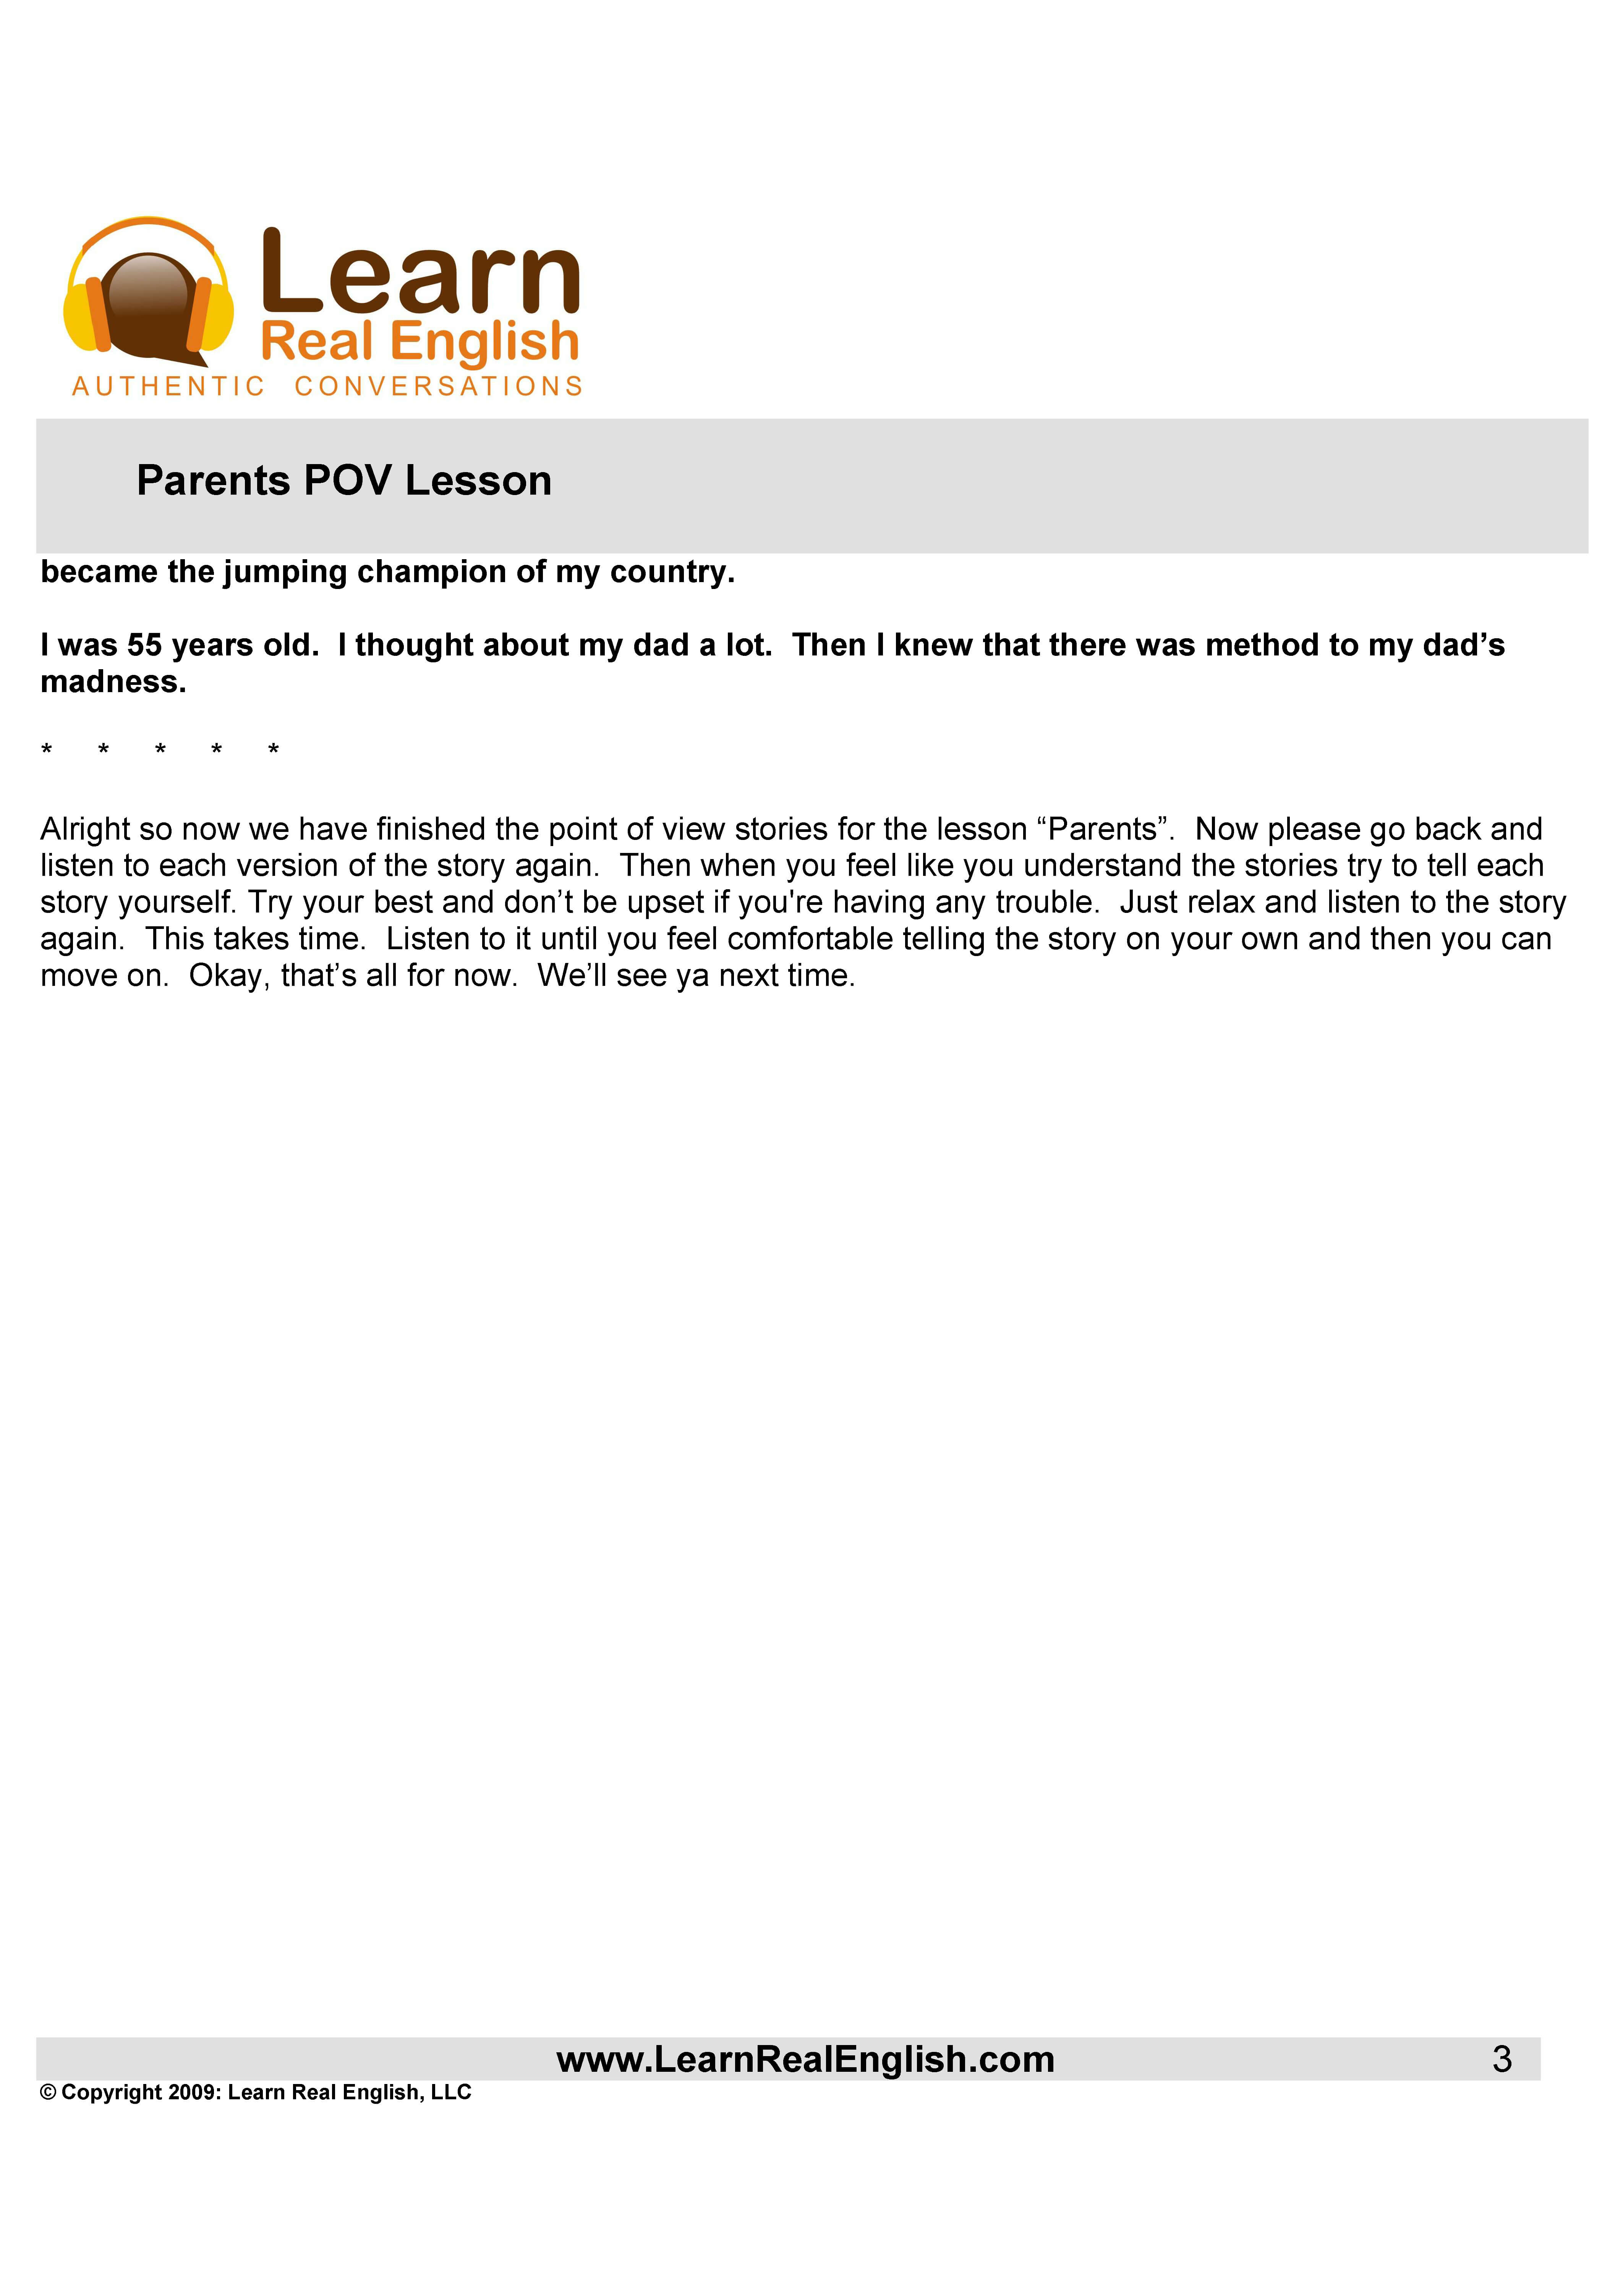 Learn
Real English
AUTHENTIC CONVERSATIONS
Parents POV Lesson
became the jumping champion of my country.
I was 55 years old.  I thought about my dad a lot.  Then I knew that there was method to my dad’s
madness.
* * * * *
Alright so now we have finished the point of view stories for the lesson “Parents”.  Now please go back and
listen to each version of the story again.  Then when you feel like you understand the stories try to tell each
story yourself. Try your best and don’t be upset if you're having any trouble.  Just relax and listen to the story
again.  This takes time.  Listen to it until you feel comfortable telling the story on your own and then you can
move on.  Okay, that’s all for now.  We’ll see ya next time.
www.LearnRealEnglish.com 3
© Copyright 2009: Learn Real English, LLC